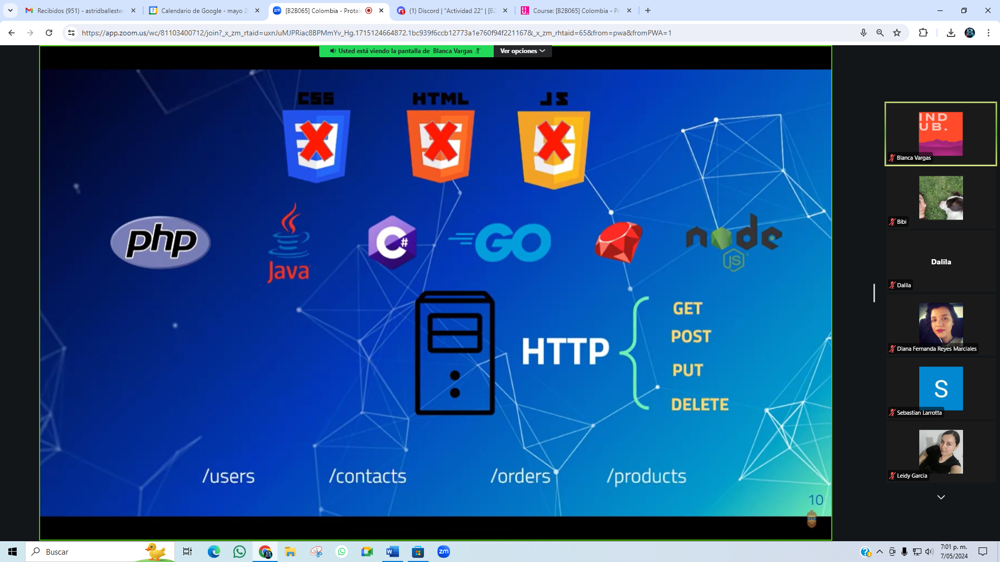 Recibidos (951) - astridballester
Calendario de Google - mayo 2
[B2B065] Colombia - Protale
(1) Discord | "Actividad 22" | [B2
Course: [B2B065] Colombia - Pr
https://app.zoom.us/wc/81103400712/join?_x_zm_rtaid=uxnJuMJPRiac8BPMmYv_Hg.1715124664872.1bc939f6ccb12773a1e760f94f221167&_x_zm_rhtaid=65&from=pwa&fromPWA=1
Usted está viendo la pantalla de Blanca Vargas
Ver opciones
CSS HTML JS
php Java C# GO node JS
HTTP
GET
POST
PUT
DELETE
/users /contacts /orders /products
10
IND
UB.
Blanca Vargas
Bibi
Dalila
Dalila
Diana Fernanda Reyes Marciales
S
Sebastian Larrotta
Leidy Garcia
Buscar
7:01 p. m.
7/05/2024